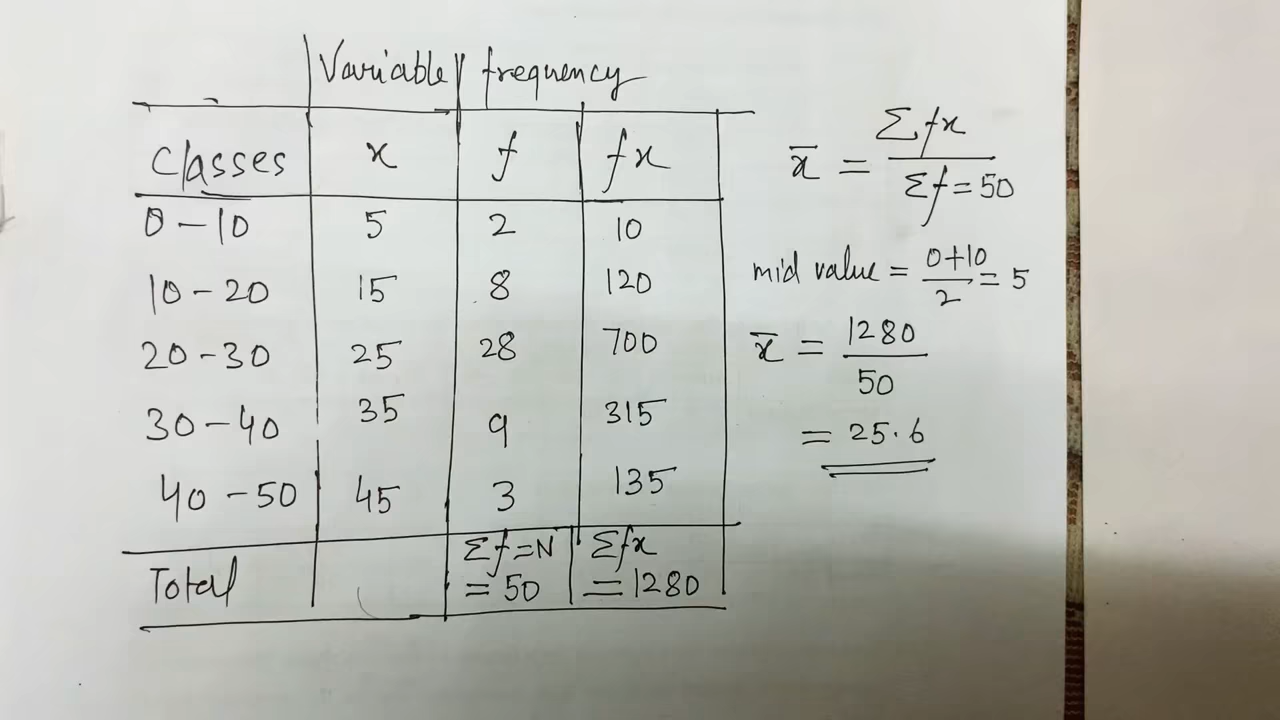 Variable frequency
Classes x f fx
0-10 5 2 10
10-20 15 8 120
20-30 25 28 700
30-40 35 9 315
40-50 45 3 135
Total Σf=N = 50 Σfx = 1280
x̄ = Σfx / Σf=50
mid value = 0+10 / 2 = 5
x̄ = 1280 / 50
= 25.6